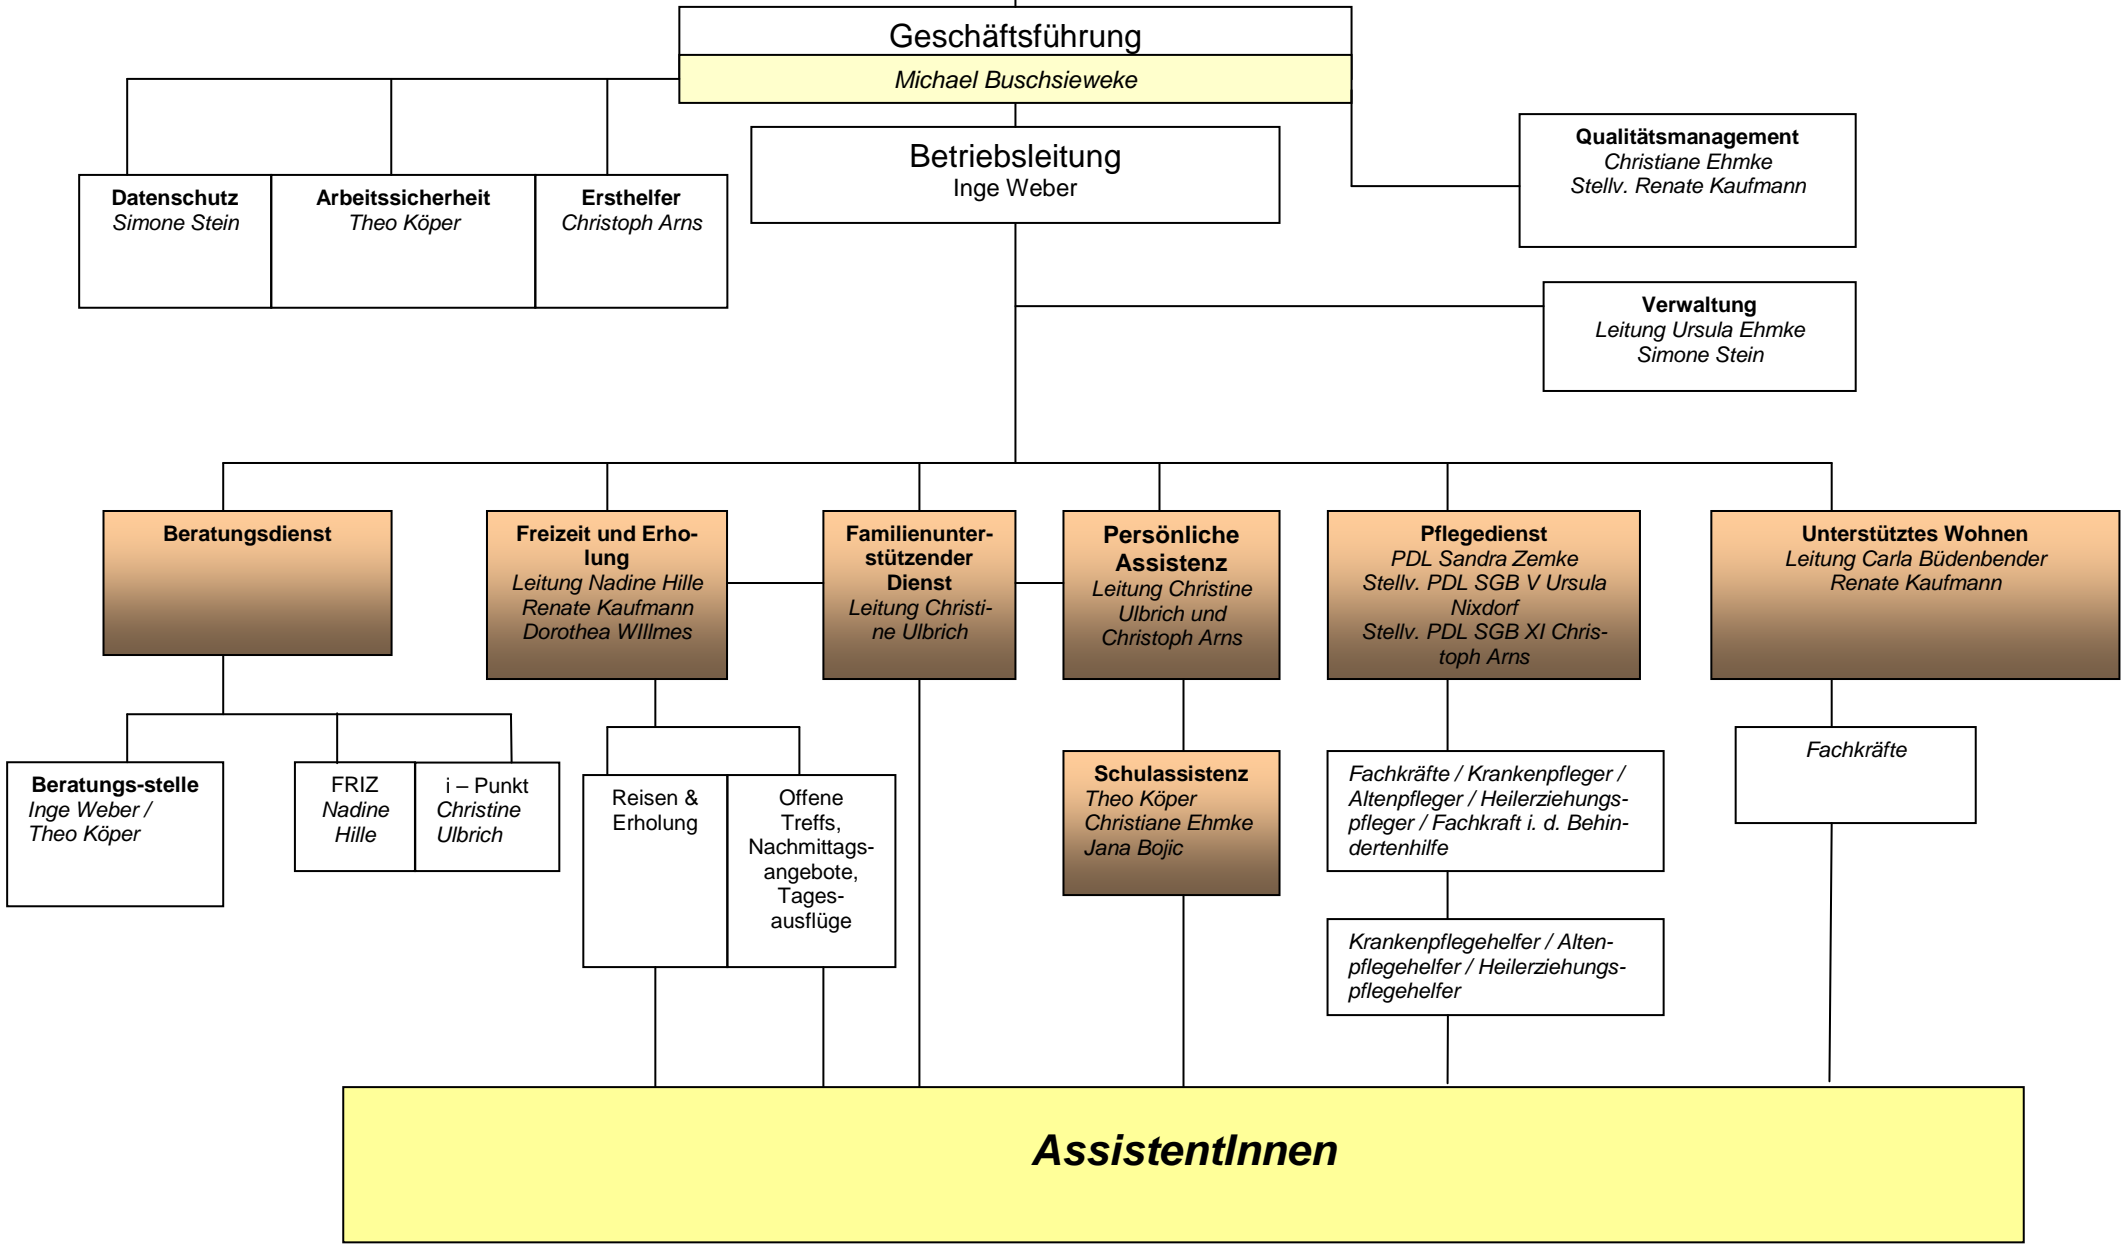 Geschäftsführung
Michael Buschsieweke
Betriebsleitung
Inge Weber
Qualitätsmanagement
Christiane Ehmke
Stellv. Renate Kaufmann
Datenschutz
Simone Stein
Arbeitssicherheit
Theo Köper
Ersthelfer
Christoph Arns
Verwaltung
Leitung Ursula Ehmke
Simone Stein
Beratungsdienst
Freizeit und Erho-
lung
Leitung Nadine Hille
Renate Kaufmann
Dorothea WIllmes
Familienunter-
stützender
Dienst
Leitung Christi-
ne Ulbrich
Persönliche
Assistenz
Leitung Christine
Ulbrich und
Christoph Arns
Pflegedienst
PDL Sandra Zemke
Stellv. PDL SGB V Ursula
Nixdorf
Stellv. PDL SGB XI Chris-
toph Arns
Unterstütztes Wohnen
Leitung Carla Büdenbender
Renate Kaufmann
Beratungs-stelle
Inge Weber /
Theo Köper
FRIZ
Nadine
Hille
i – Punkt
Christine
Ulbrich
Reisen &
Erholung
Offene
Treffs,
Nachmittags-
angebote,
Tages-
ausflüge
Schulassistenz
Theo Köper
Christiane Ehmke
Jana Bojic
Fachkräfte / Krankenpfleger /
Altenpfleger / Heilerziehungs-
pfleger / Fachkraft i. d. Behin-
dertenhilfe
Krankenpflegehelfer / Alten-
pflegehelfer / Heilerziehungs-
pflegehelfer
Fachkräfte
AssistentInnen